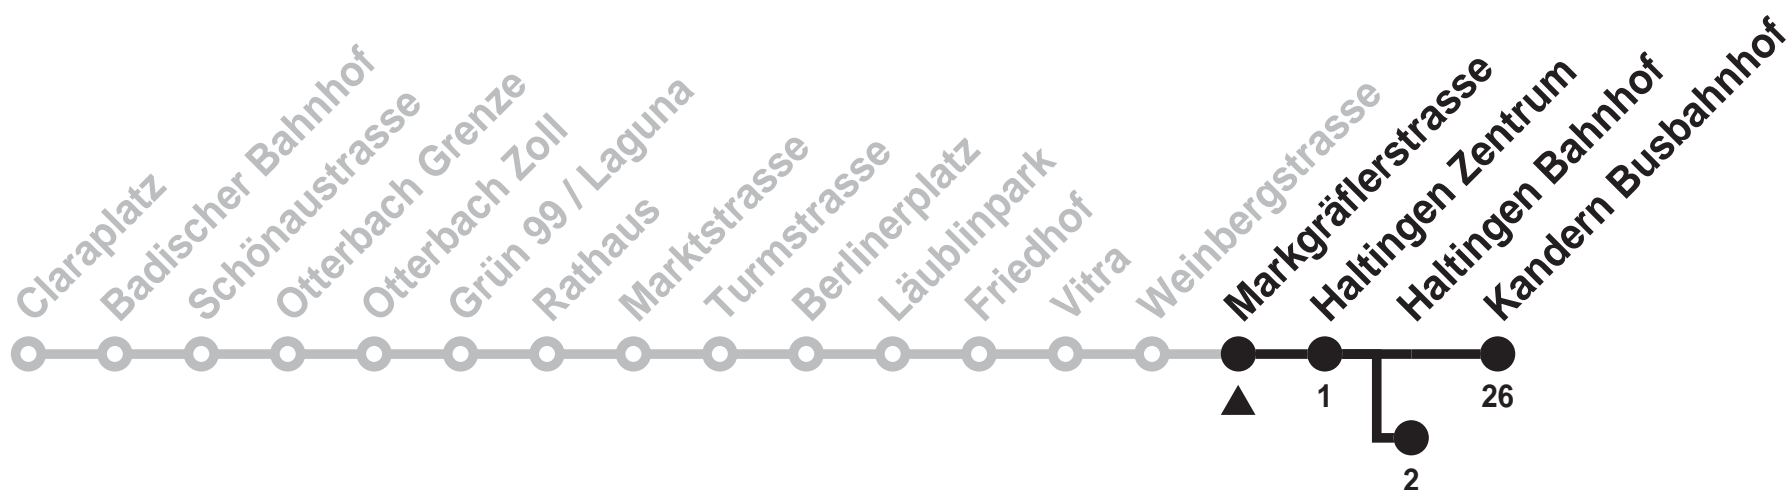 Claraplatz
Badischer Bahnhof
Schönaustrasse
Otterbach Grenze
Otterbach Zoll
Grün 99 / Laguna
Rathaus
Marktstrasse
Turmstrasse
Berlinerplatz
Läublinpark
Friedhof
Vitra
Weinbergstrasse
Markgräflerstrasse
Haltingen Zentrum
Haltingen Bahnhof
Kandern Busbahnhof
1
26
2